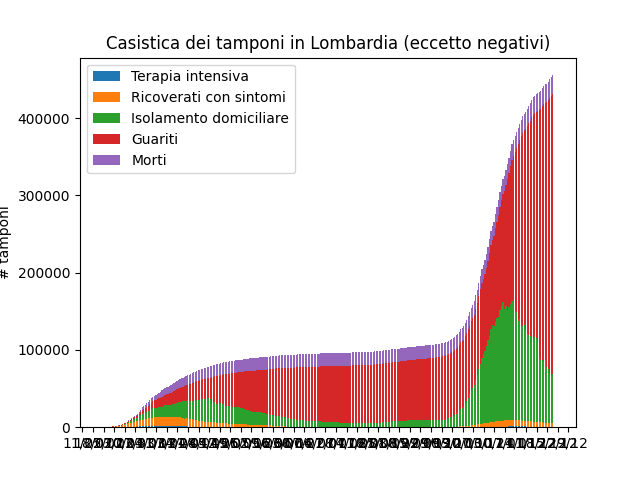 Casistica dei tamponi in Lombardia (eccetto negativi)
Terapia intensiva
Ricoverati con sintomi
Isolamento domiciliare
Guariti
Morti
# tamponi
400000
300000
200000
100000
0